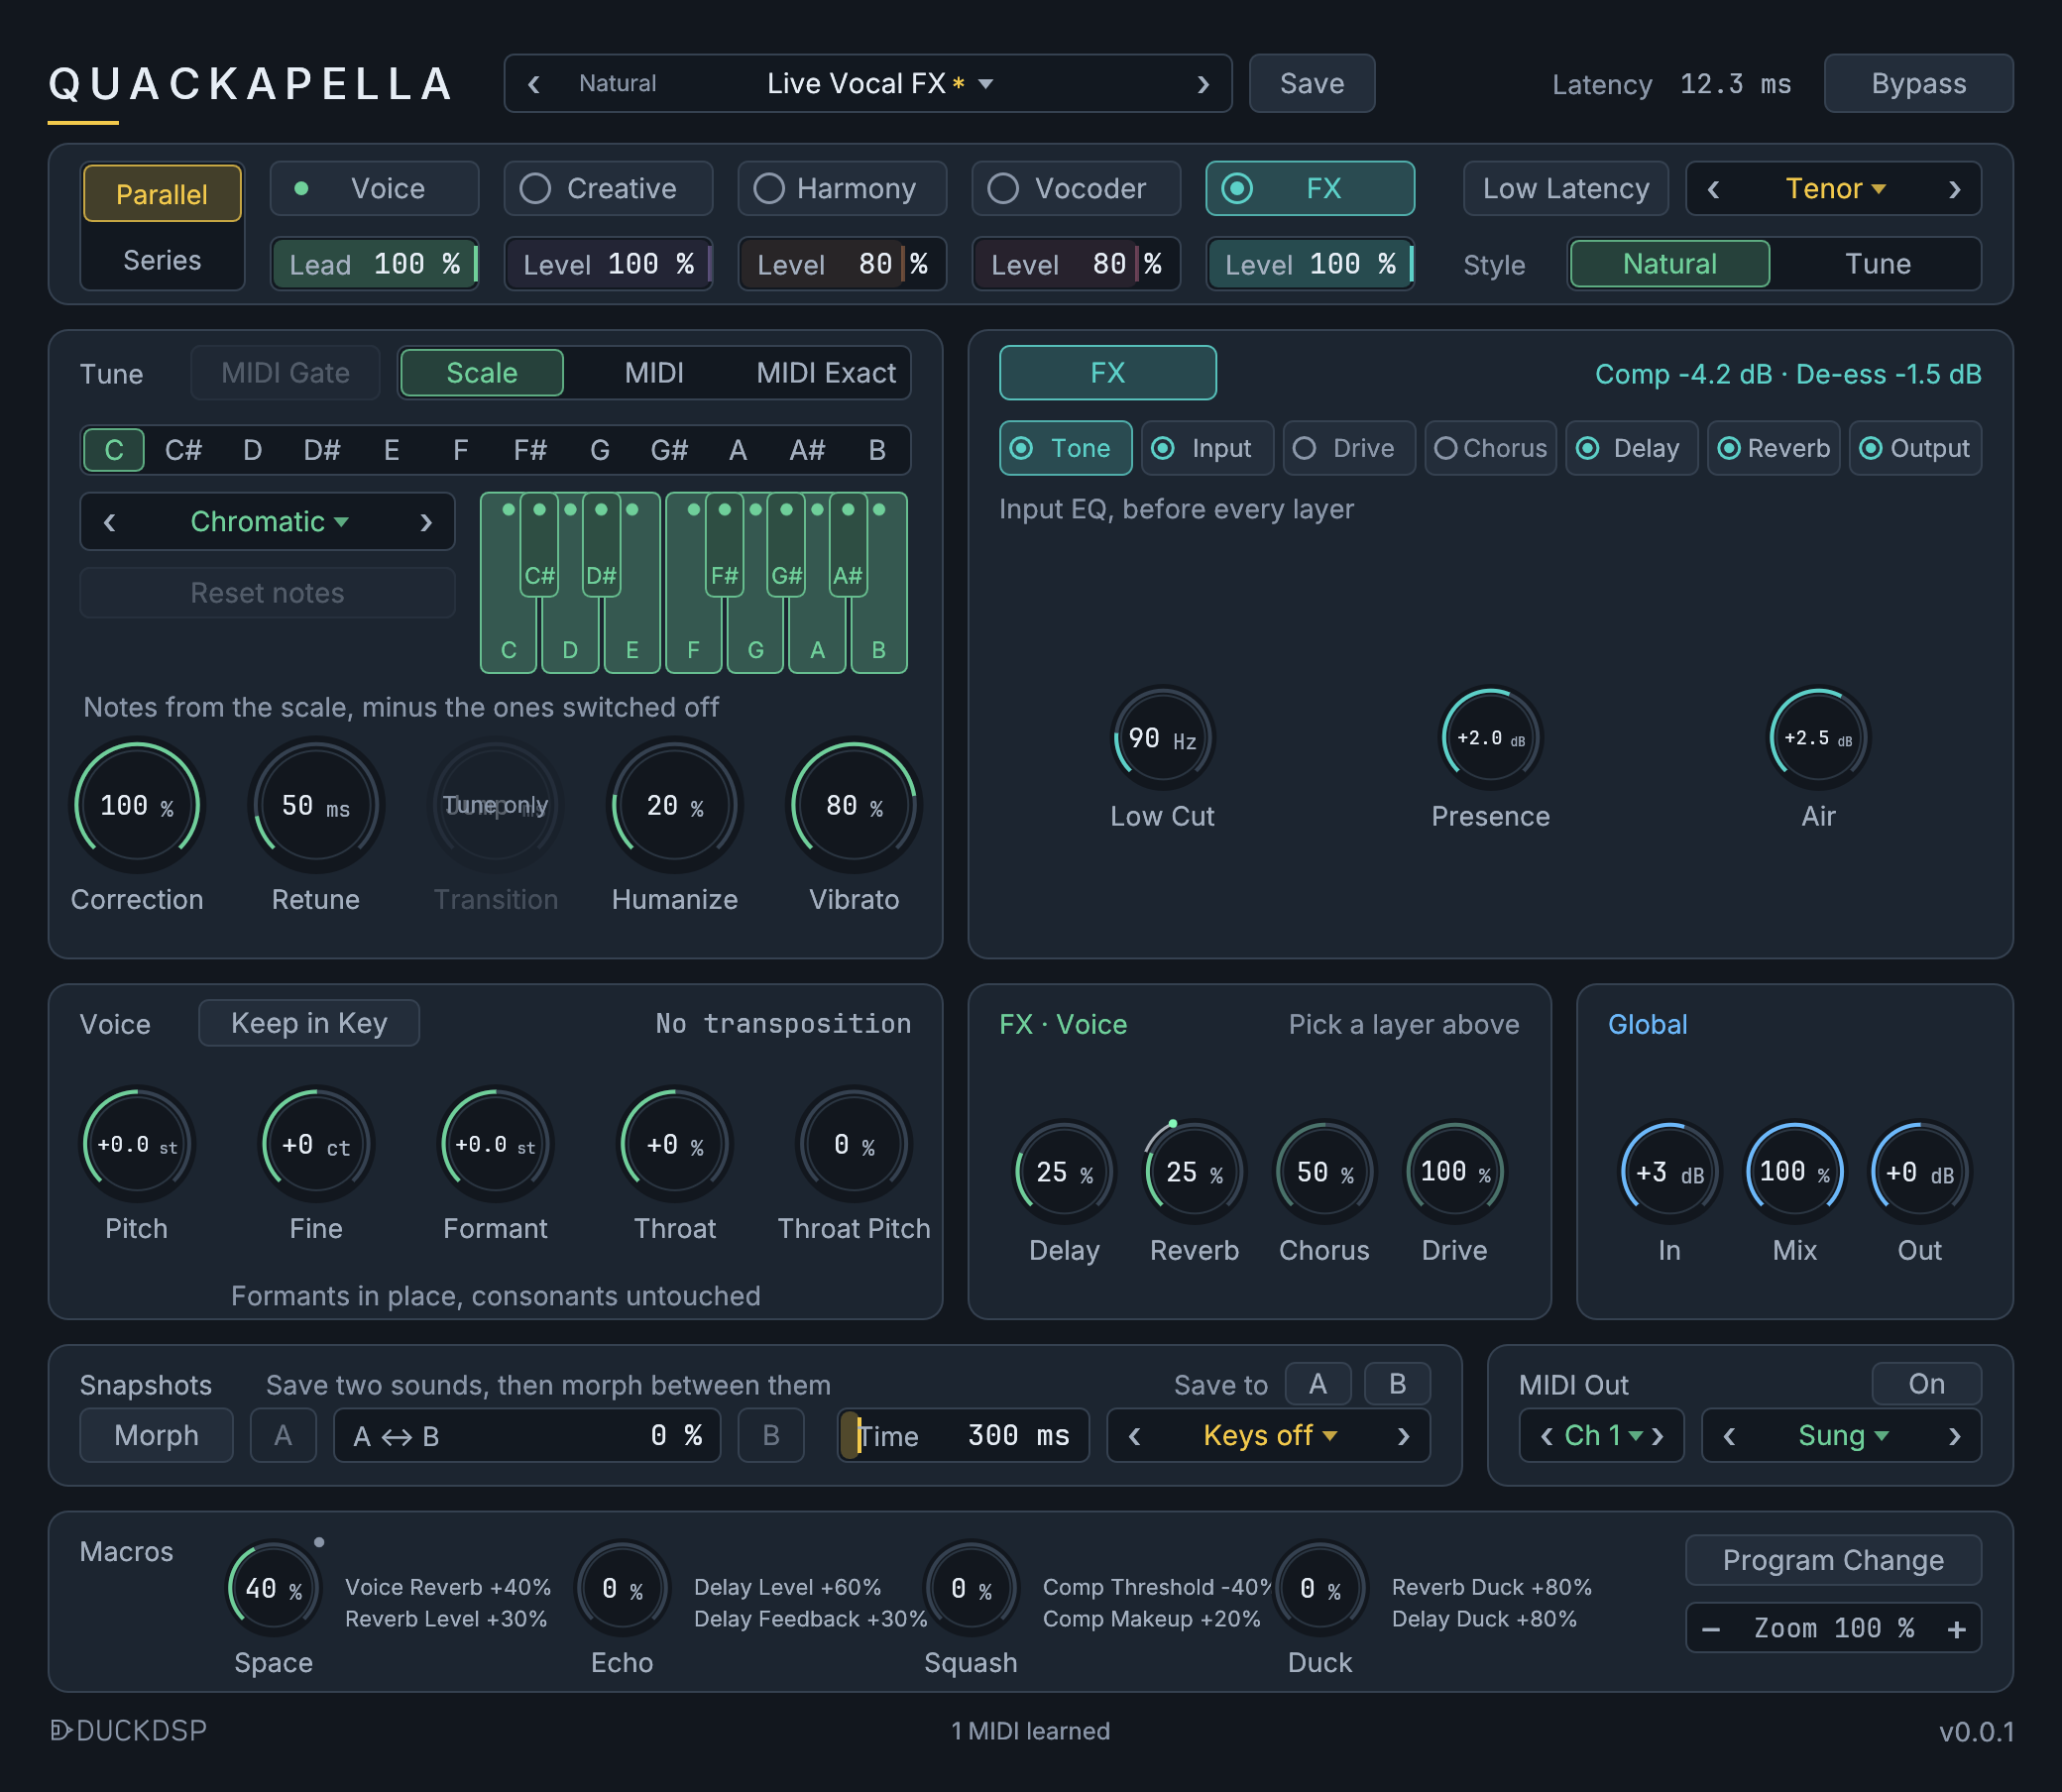 QUACKAPELLA
‹ Natural Live Vocal FX * ›
Save
Latency 12.3 ms
Bypass
Parallel
Voice
Creative
Harmony
Vocoder
FX
Low Latency
‹ Tenor ›
Series
Lead 100 %
Level 100 %
Level 80 %
Level 80 %
Level 100 %
Style
Natural
Tune
Tune
MIDI Gate
Scale
MIDI
MIDI Exact
C C# D D# E F F# G G# A A# B
‹ Chromatic ›
Reset notes
C# D# F# G# A#
C D E F G A B
Notes from the scale, minus the ones switched off
100 %
50 ms
Tune only
20 %
80 %
Correction
Retune
Transition
Humanize
Vibrato
FX
Comp -4.2 dB · De-ess -1.5 dB
Tone
Input
Drive
Chorus
Delay
Reverb
Output
Input EQ, before every layer
90 Hz
+2.0 dB
+2.5 dB
Low Cut
Presence
Air
Voice
Keep in Key
No transposition
+0.0 st
+0 ct
+0.0 st
+0 %
0 %
Pitch
Fine
Formant
Throat
Throat Pitch
Formants in place, consonants untouched
FX · Voice
Pick a layer above
25 %
25 %
50 %
100 %
Delay
Reverb
Chorus
Drive
Global
+3 dB
100 %
+0 dB
In
Mix
Out
Snapshots
Save two sounds, then morph between them
Save to
A
B
Morph
A
A ↔ B 0 %
B
Time 300 ms
‹ Keys off ›
MIDI Out
On
‹ Ch 1 ›
‹ Sung ›
Macros
40 %
Voice Reverb +40%
Reverb Level +30%
Space
0 %
Delay Level +60%
Delay Feedback +30%
Echo
0 %
Comp Threshold -40%
Comp Makeup +20%
Squash
0 %
Reverb Duck +80%
Delay Duck +80%
Duck
Program Change
− Zoom 100 % +
DUCKDSP
1 MIDI learned
v0.0.1